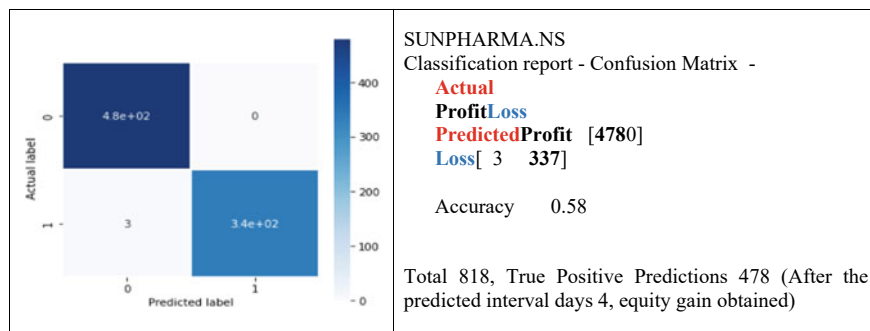 4.8e+02
0
3
3.4e+02
0
1
Actual label
0
1
Predicted label
400
300
200
100
0
SUNPHARMA.NS
Classification report - Confusion Matrix -
Actual
ProfitLoss
PredictedProfit [4780]
Loss[ 3 337]
Accuracy 0.58
Total 818, True Positive Predictions 478 (After the
predicted interval days 4, equity gain obtained)